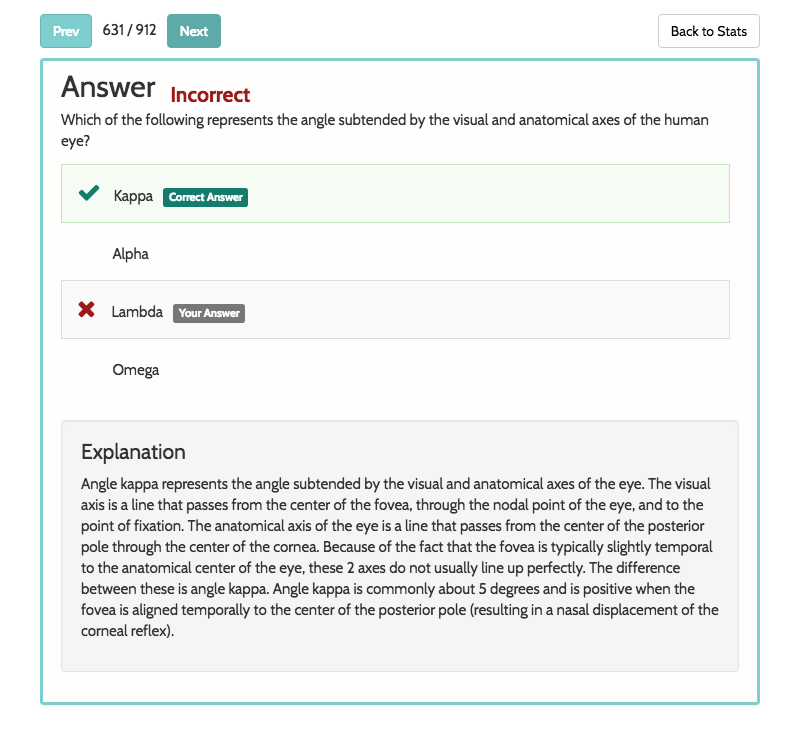 Prev 631 / 912 Next Back to Stats
Answer Incorrect
Which of the following represents the angle subtended by the visual and anatomical axes of the human
eye?
Kappa Correct Answer
Alpha
Lambda Your Answer
Omega
Explanation
Angle kappa represents the angle subtended by the visual and anatomical axes of the eye. The visual
axis is a line that passes from the center of the fovea, through the nodal point of the eye, and to the
point of fixation. The anatomical axis of the eye is a line that passes from the center of the posterior
pole through the center of the cornea. Because of the fact that the fovea is typically slightly temporal
to the anatomical center of the eye, these 2 axes do not usually line up perfectly. The difference
between these is angle kappa. Angle kappa is commonly about 5 degrees and is positive when the
fovea is aligned temporally to the center of the posterior pole (resulting in a nasal displacement of the
corneal reflex).